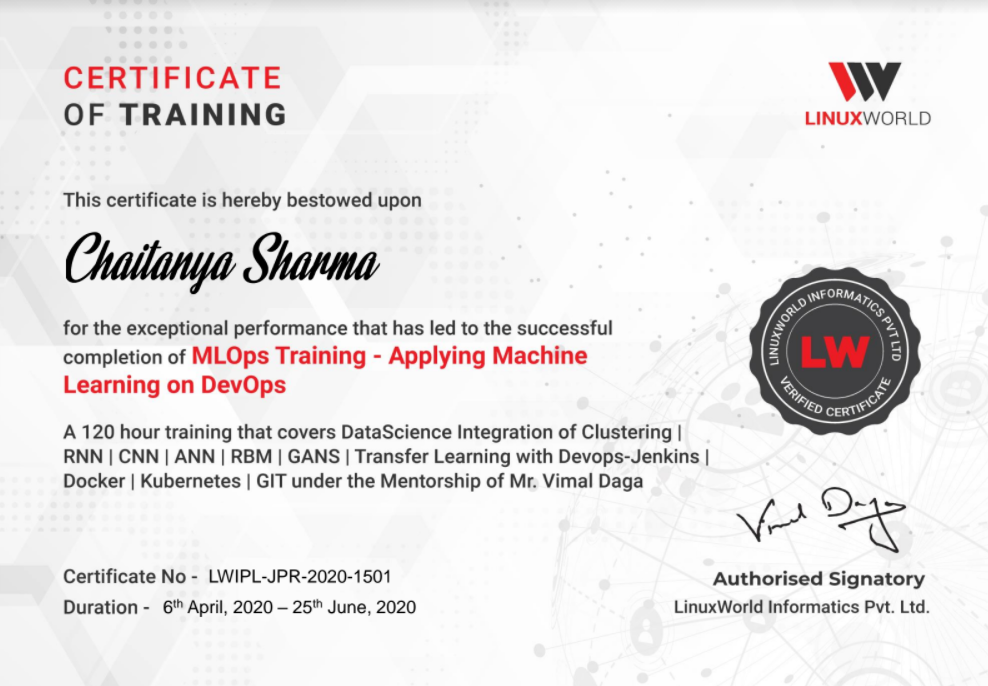 CERTIFICATE
OF TRAINING
LINUXWORLD
This certificate is hereby bestowed upon
Chaitanya Sharma
for the exceptional performance that has led to the successful
completion of MLOps Training - Applying Machine
Learning on DevOps
LINUXWORLD INFORMATICS PVT LTD
LW
VERIFIED CERTIFICATE
A 120 hour training that covers DataScience Integration of Clustering |
RNN | CNN | ANN | RBM | GANS | Transfer Learning with Devops-Jenkins |
Docker | Kubernetes | GIT under the Mentorship of Mr. Vimal Daga
Vimal Daga
Certificate No - LWIPL-JPR-2020-1501
Authorised Signatory
Duration - 6th April, 2020 – 25th June, 2020
LinuxWorld Informatics Pvt. Ltd.